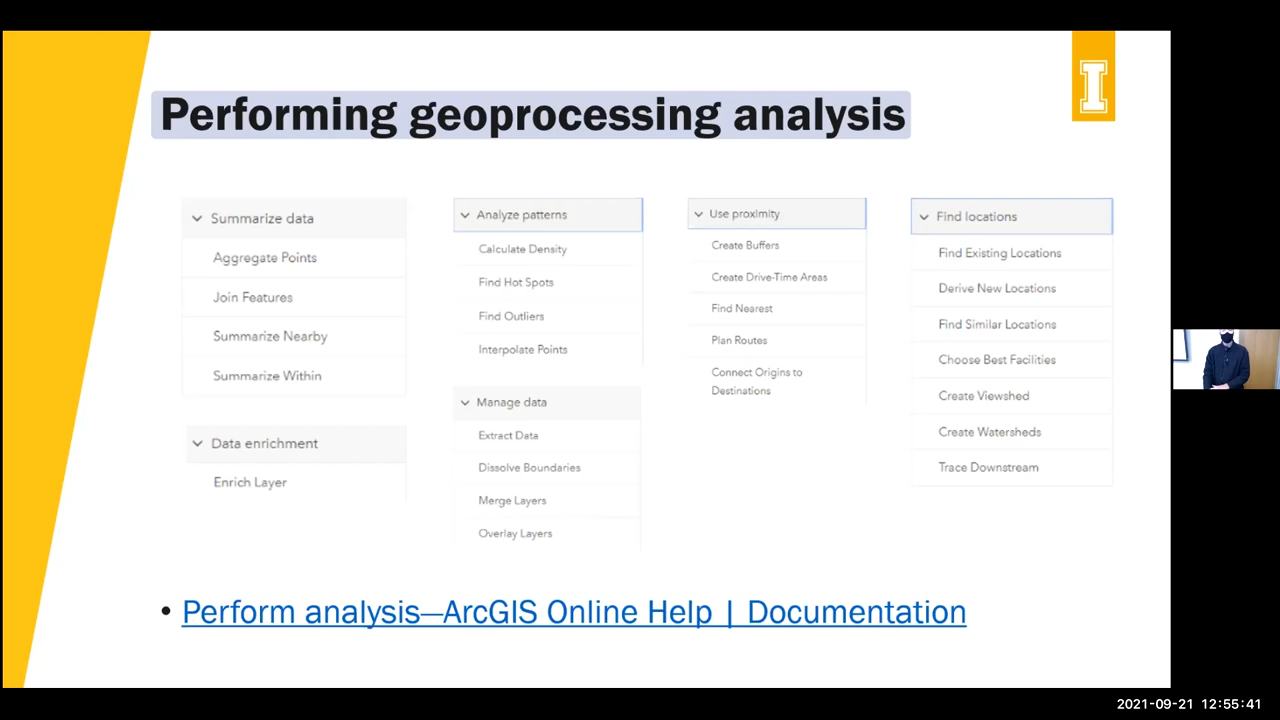 Performing geoprocessing analysis
I
Summarize data
Aggregate Points
Join Features
Summarize Nearby
Summarize Within
Data enrichment
Enrich Layer
Analyze patterns
Calculate Density
Find Hot Spots
Find Outliers
Interpolate Points
Manage data
Extract Data
Dissolve Boundaries
Merge Layers
Overlay Layers
Use proximity
Create Buffers
Create Drive-Time Areas
Find Nearest
Plan Routes
Connect Origins to
Destinations
Find locations
Find Existing Locations
Derive New Locations
Find Similar Locations
Choose Best Facilities
Create Viewshed
Create Watersheds
Trace Downstream
• Perform analysis—ArcGIS Online Help | Documentation
2021-09-21 12:55:41